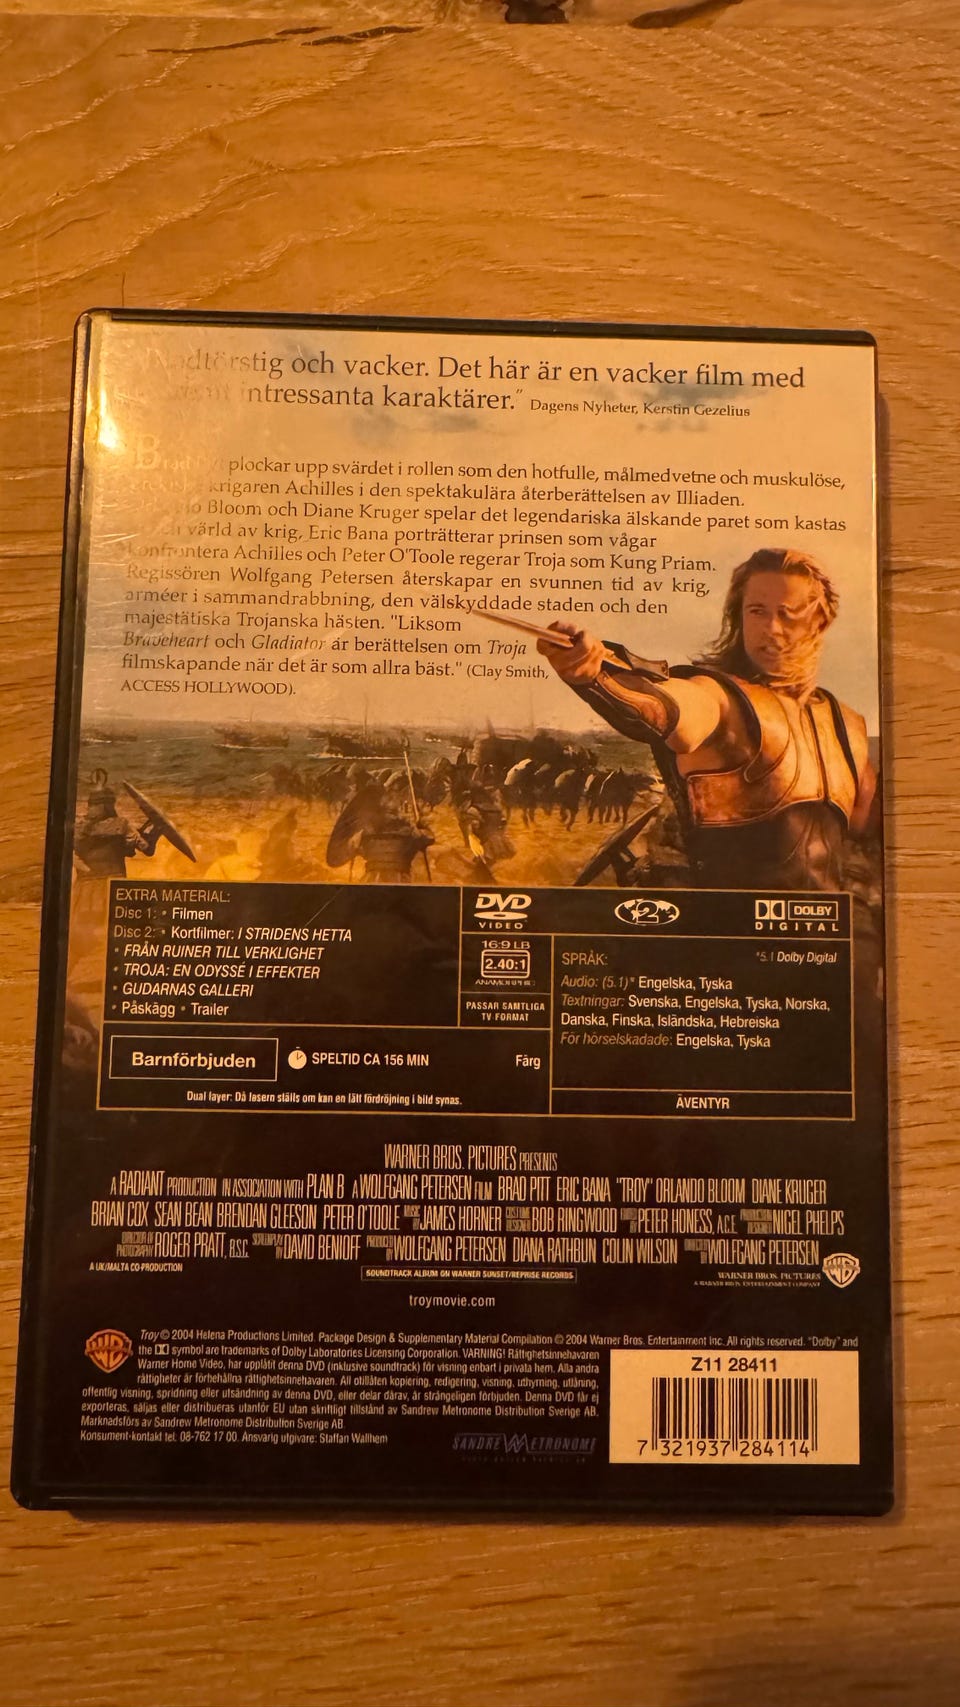 och vacker. Det här är en vacker film med
intressanta karaktärer." Dagens Nyheter, Kerstin Gezelius
plockar upp svärdet i rollen som den hotfulle, målmedvetne och muskulöse,
krigaren Achilles i den spektakulära återberättelsen av Illiaden.
Bloom och Diane Kruger spelar det legendariska älskande paret som kastas
värld av krig, Eric Bana porträtterar prinsen som vågar
konfrontera Achilles och Peter O'Toole regerar Troja som Kung Priam.
Regissören Wolfgang Petersen återskapar en svunnen tid av krig,
arméer i sammandrabbning, den välskyddade staden och den
majestätiska Trojanska hästen. "Liksom
Braveheart och Gladiator är berättelsen om Troja
filmskapande när det är som allra bäst." (Clay Smith,
ACCESS HOLLYWOOD).
EXTRA MATERIAL:
Disc 1: • Filmen
Disc 2: • Kortfilmer: I STRIDENS HETTA
• FRÅN RUINER TILL VERKLIGHET
• TROJA: EN ODYSSÉ I EFFEKTER
• GUDARNAS GALLERI
• Påskägg • Trailer
DVD
VIDEO
16:9 LB
2.40:1
PASSAR SAMTLIGA
TV FORMAT
2
DOLBY
DIGITAL
SPRÅK: *5.1 Dolby Digital
Audio: (5.1)* Engelska, Tyska
Textningar: Svenska, Engelska, Tyska, Norska,
Danska, Finska, Isländska, Hebreiska
För hörselskadade: Engelska, Tyska
Barnförbjuden
SPELTID CA 156 MIN Färg
Dual layer: Då lasern ställs om kan en lätt fördröjning i bild synas.
ÄVENTYR
WARNER BROS. PICTURES PRESENTS
A RADIANT PRODUCTION IN ASSOCIATION WITH PLAN B A WOLFGANG PETERSEN FILM BRAD PITT ERIC BANA "TROY" ORLANDO BLOOM DIANE KRUGER
BRIAN COX SEAN BEAN BRENDAN GLEESON PETER O'TOOLE MUSIC JAMES HORNER COSTUME DESIGNER BOB RINGWOOD PETER HONESS, A.C.E. PRODUCTION DESIGNER NIGEL PHELPS
DIRECTOR OF PHOTOGRAPHY ROGER PRATT, B.S.C. SCREENPLAY DAVID BENIOFF PRODUCED WOLFGANG PETERSEN DIANA RATHBUN COLIN WILSON DIRECTED WOLFGANG PETERSEN
A UK/MALTA CO-PRODUCTION
SOUNDTRACK ALBUM ON WARNER SUNSET/REPRISE RECORDS
WARNER BROS. PICTURES
troymovie.com
Troy © 2004 Helena Productions Limited. Package Design & Supplementary Material Compilation © 2004 Warner Bros. Entertainment Inc. All rights reserved. "Dolby" and
the symbol are trademarks of Dolby Laboratories Licensing Corporation. VARNING! Rättighetsinnehavaren
Warner Home Video, har upplåtit denna DVD (inklusive soundtrack) för visning enbart i privata hem. Alla andra
rättigheter är förbehållna rättighetsinnehavaren. All otillåten kopiering, redigering, visning, uthyrning, utlåning,
offentlig visning, spridning eller utsändning av denna DVD, eller delar därav, är strängeligen förbjuden. Denna DVD får ej
exporteras, säljas eller distribueras utanför EU utan skriftligt tillstånd av Sandrew Metronome Distribution Sverige AB.
Marknadsförs av Sandrew Metronome Distribution Sverige AB
Konsument-kontakt tel. 08-762 17 00. Ansvarig utgivare: Staffan Wallhem
SANDREW METRONOME
Z11 28411
7 321937 284114